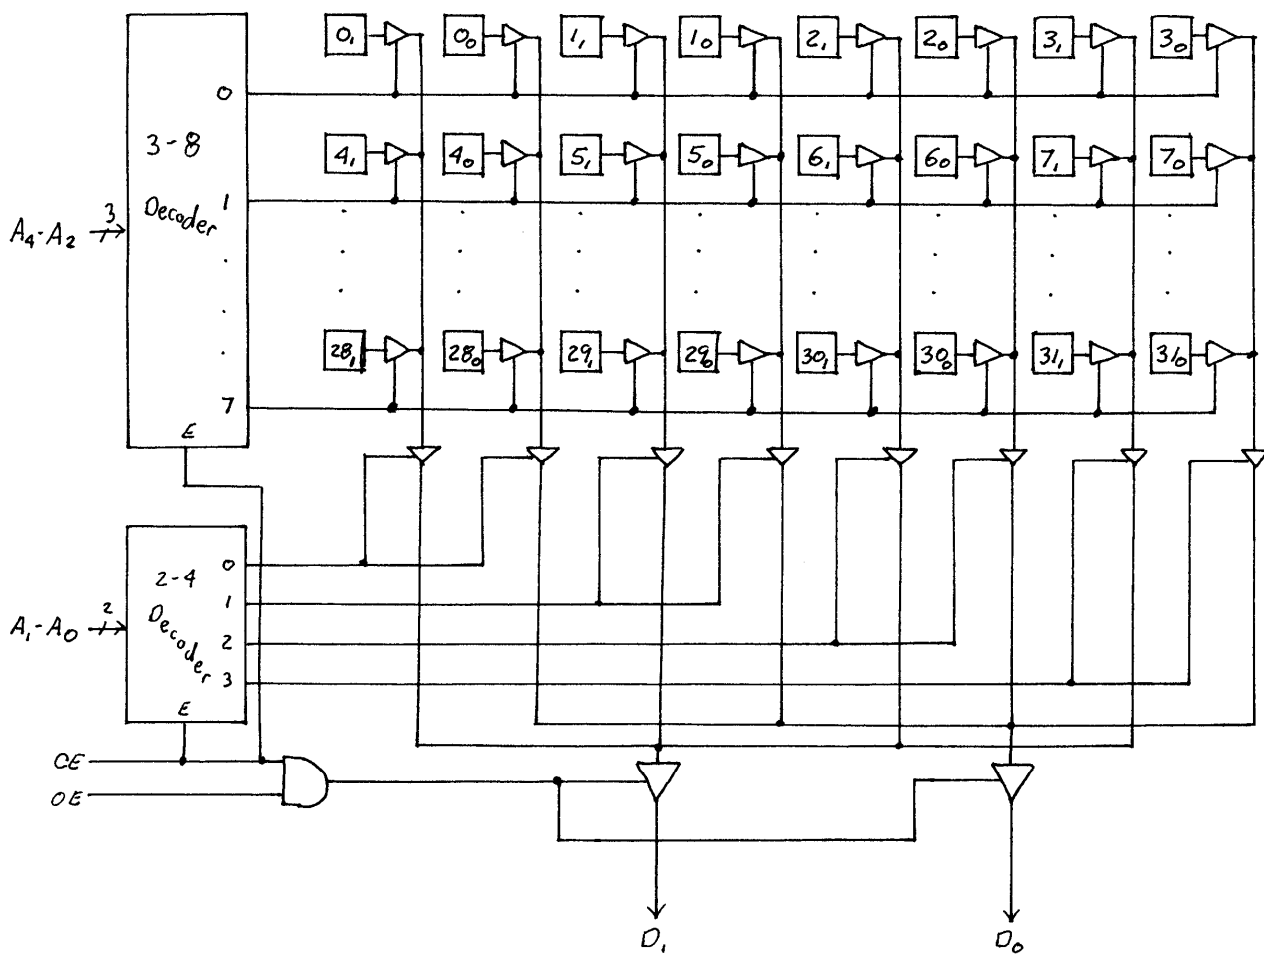 0₁ 0₀ 1₁ 1₀ 2₁ 2₀ 3₁ 3₀
0
3-8
Decoder
4₁ 4₀ 5₁ 5₀ 6₁ 6₀ 7₁ 7₀
1
3
A₄-A₂
28₁ 28₀ 29₁ 29₀ 30₁ 30₀ 31₁ 31₀
7
E
0
2-4
Decoder
1
2
A₁-A₀
2
3
E
CE
OE
D₁ D₀